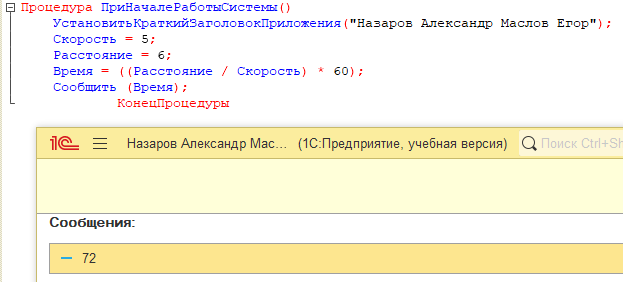 Процедура ПриНачалеРаботыСистемы()
УстановитьКраткийЗаголовокПриложения("Назаров Александр Маслов Егор");
Скорость = 5;
Расстояние = 6;
Время = ((Расстояние / Скорость) * 60);
Сообщить (Время);
КонецПроцедуры
1С Назаров Александр Мас... (1С:Предприятие, учебная версия) Поиск Ctrl+Sh
Сообщения:
72